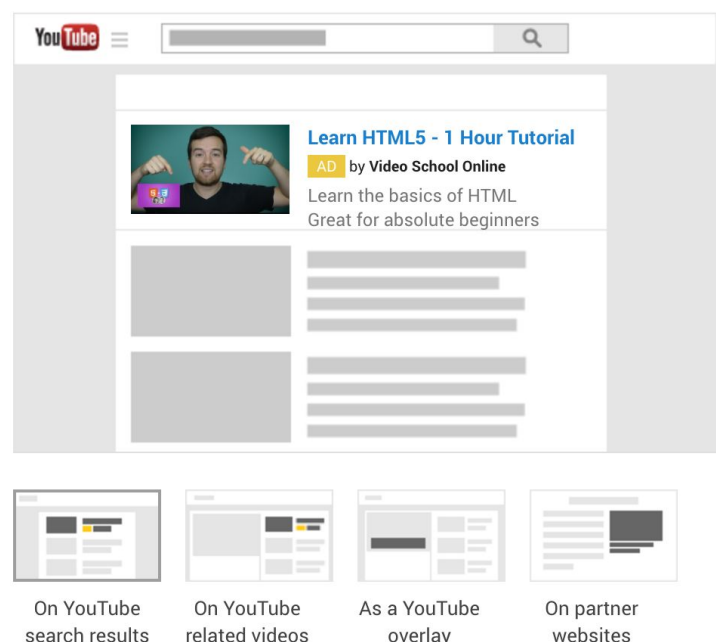 YouTube
Learn HTML5 - 1 Hour Tutorial
AD by Video School Online
Learn the basics of HTML
Great for absolute beginners
On YouTube
search results
On YouTube
related videos
As a YouTube
overlay
On partner
websites